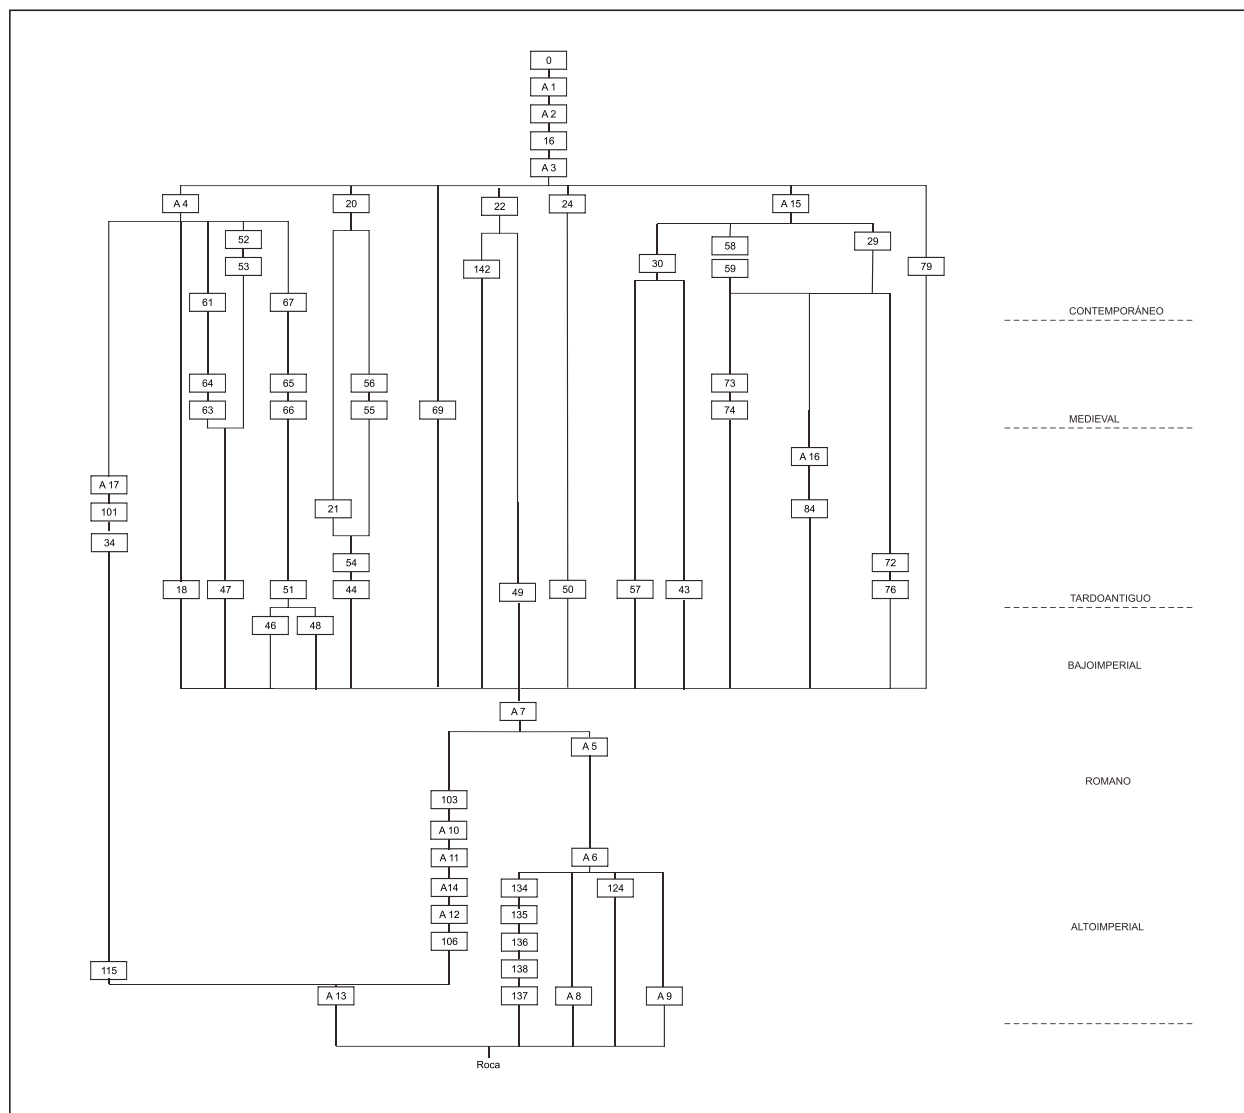 0
A 1
A 2
16
A 3
A 4
20
22
24
A 15
52
58
29
53
142
30
59
79
61
67
CONTEMPORÁNEO
64
65
56
73
63
66
55
69
74
MEDIEVAL
A 16
A 17
101
21
84
34
54
72
18
47
51
44
49
50
57
43
76
TARDOANTIGUO
46
48
BAJOIMPERIAL
A 7
A 5
ROMANO
103
A 10
A 11
A 6
A14
134
124
A 12
135
ALTOIMPERIAL
106
136
115
138
A 13
137
A 8
A 9
Roca